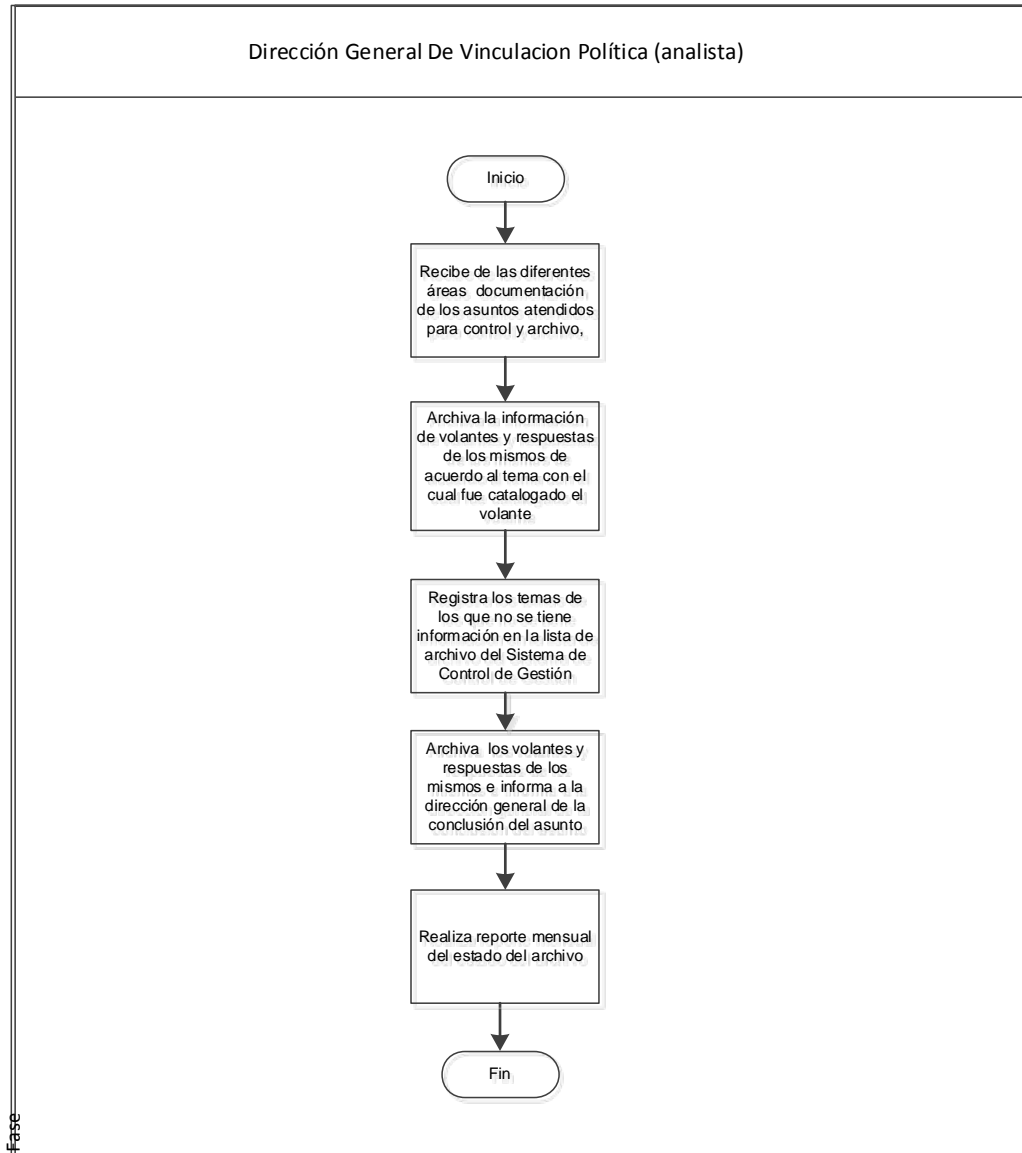 Dirección General De Vinculacion Política (analista)
Inicio
Recibe de las diferentes
áreas documentación
de los asuntos atendidos
para control y archivo,
Archiva la información
de volantes y respuestas
de los mismos de
acuerdo al tema con el
cual fue catalogado el
volante
Registra los temas de
los que no se tiene
información en la lista de
archivo del Sistema de
Control de Gestión
Archiva los volantes y
respuestas de los
mismos e informa a la
dirección general de la
conclusión del asunto
Realiza reporte mensual
del estado del archivo
Fin
Fase